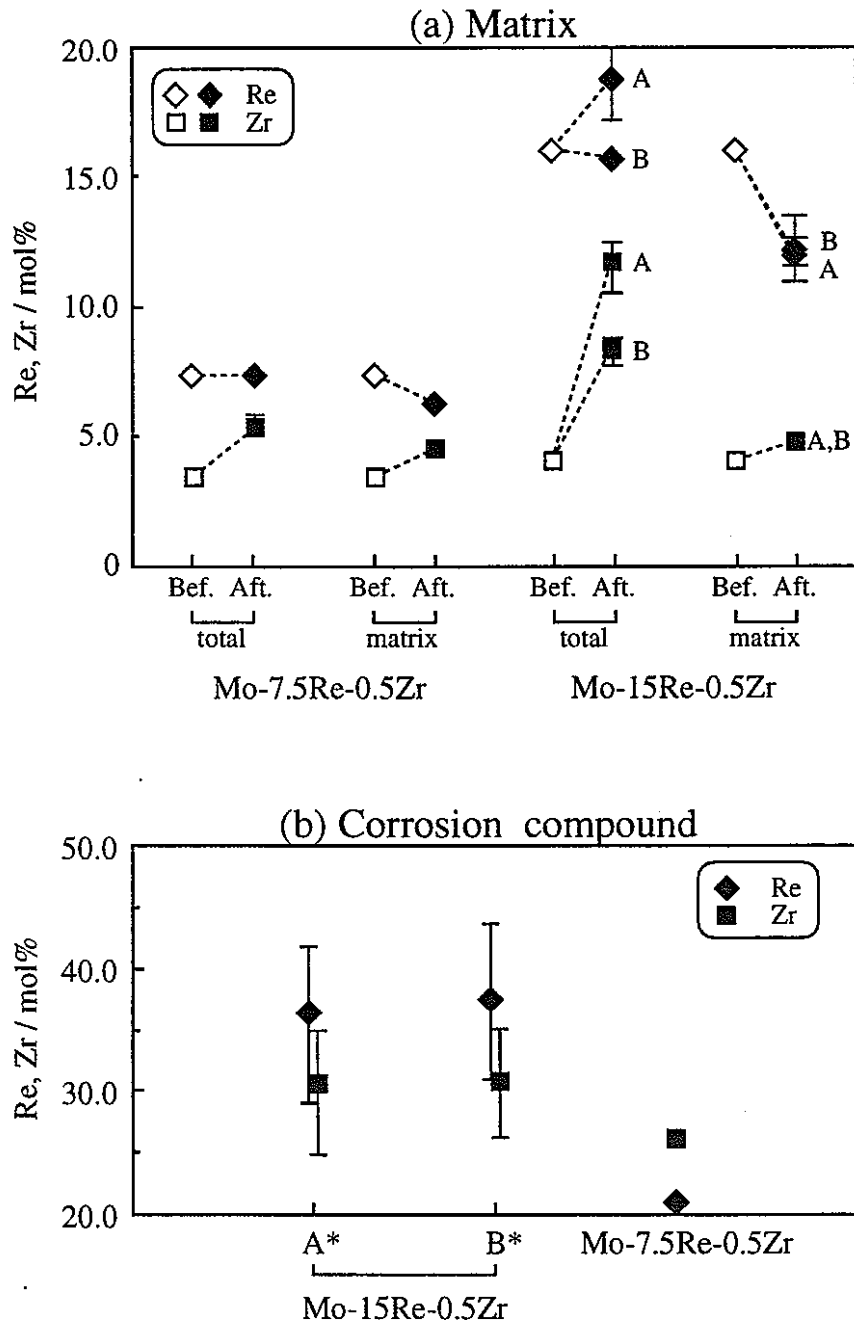 (a) Matrix
20.0
Re
Zr
A
B
15.0
B
A
A
B
10.0
5.0
A,B
0
Re, Zr / mol%
Bef. Aft. Bef. Aft. Bef. Aft. Bef. Aft.
total matrix total matrix
Mo-7.5Re-0.5Zr Mo-15Re-0.5Zr
(b) Corrosion compound
50.0
Re
Zr
40.0
30.0
20.0
Re, Zr / mol%
A* B* Mo-7.5Re-0.5Zr
Mo-15Re-0.5Zr